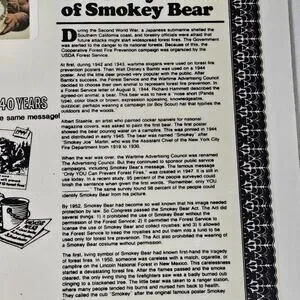 of Smokey Bear
During the Second World War, a Japanese submarine shelled the
southern California coast, and forestry officials were afraid that
future attacks might start widespread forest fires. The Government
was alerted to the danger to its national forests. Because of this, the
Cooperative Forest Fire Prevention campaign was organized by the
USDA Forest Service.
At first, during 1942 and 1943, wartime slogans were used on forest fire
prevention posters. Then Walt Disney's Bambi was used on a 1944
poster. And the little deer proved very popular with the public. After
Bambi's success, the Forest Service and the Wartime Advertising Council
decided to choose their own animal to represent forest fire prevention.
In a Forest Service letter of August 9, 1944, Richard Hammatt described
agreed on animal: a bear. This bear was to have a "nose short (Panda
type), color black or brown; expression appealing, knowledgeable,
quizzical; perhaps wearing a campaign (or Boy Scout) hat that typifies the
outdoors and the woods."
Albert Staehle, an artist who painted cocker spaniels for national
magazine covers, was asked to paint the first bear. The first poster
showed the bear pouring water on a campfire. This was printed in 1944
and distributed in early 1945. The bear was named "Smokey" after
"Smokey Joe" Martin, who was the Assistant Chief of the New York City
Fire Department from 1919 to 1930.
When the war was over, the Wartime Advertising Council was renamed
The Advertising Council. But they continued to sponsor public service
campaigns, including Smokey Bear's message. The famous message,
"Only YOU Can Prevent Forest Fires," was created in 1947. It is still in
use today. In a recent study, 95 percent of the people surveyed could
finish the sentence when given the first words. "Remember, only YOU
can" The same survey found 98 percent of the people could
identify Smokey Bear.
By 1952, Smokey Bear had become so well known that his image needed
protection by law. So Congress passed the Smokey Bear Act. The Act did
several things: 1) it prohibited the use of Smokey Bear without the
permission of the Forest Service; 2) it permitted the Forest Service to
license the use of Smokey Bear and collect royalties; and 3) it allowed
the Forest Service to keep the royalties and put them into a fund to be
used only for forest fire prevention. The Act also prohibited the wearing of
a Smokey Bear costume without permission.
The first, living symbol of Smokey Bear had known first-hand the tragedy
of forest fires. In 1950, someone was careless with a match, cigarette, or
campfire on the Lincoln National Forest in New Mexico. This carelessness
started a devastating forest fire. After the flames passed and the smoke
cleared, the only living thing the firefighters saw was a badly burned cub
clinging to a blackened tree. The little bear was taken to a ranger station
where many people tended his burns and nursed him back to health.
They called the cub "Smokey" after the original famous poster Smokey
40 YEARS
same message!